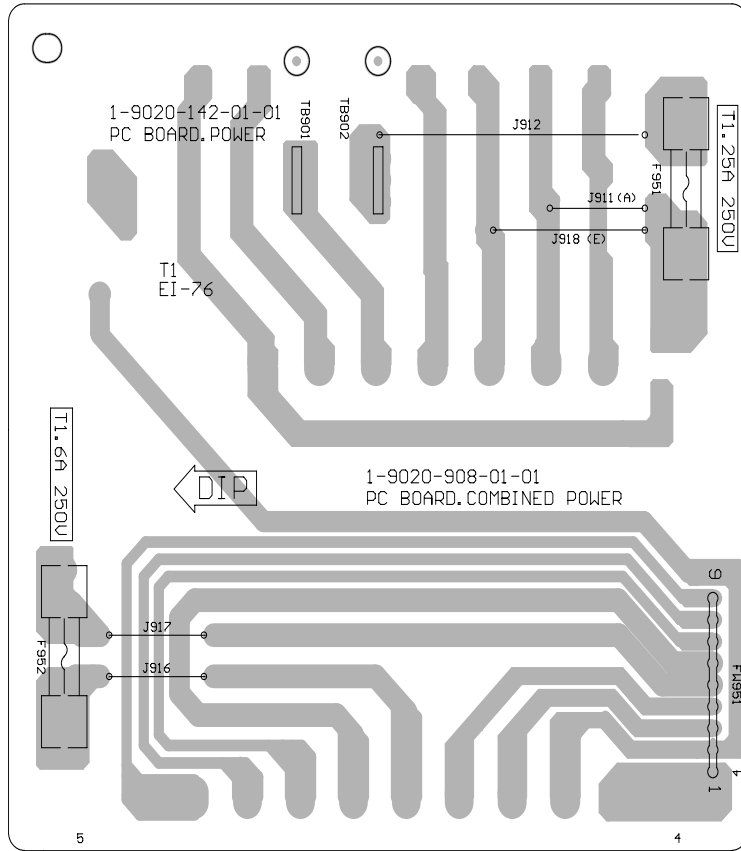 1-9020-142-01-01
PC BOARD.POWER
TB901
TB902
J912
F951
T1.25A 250V
J911(A)
J918(E)
T1
EI-76
T1.6A 250V
DIP
1-9020-908-01-01
PC BOARD.COMBINED POWER
9
J917
F952
J916
FW951
4
1
5
4